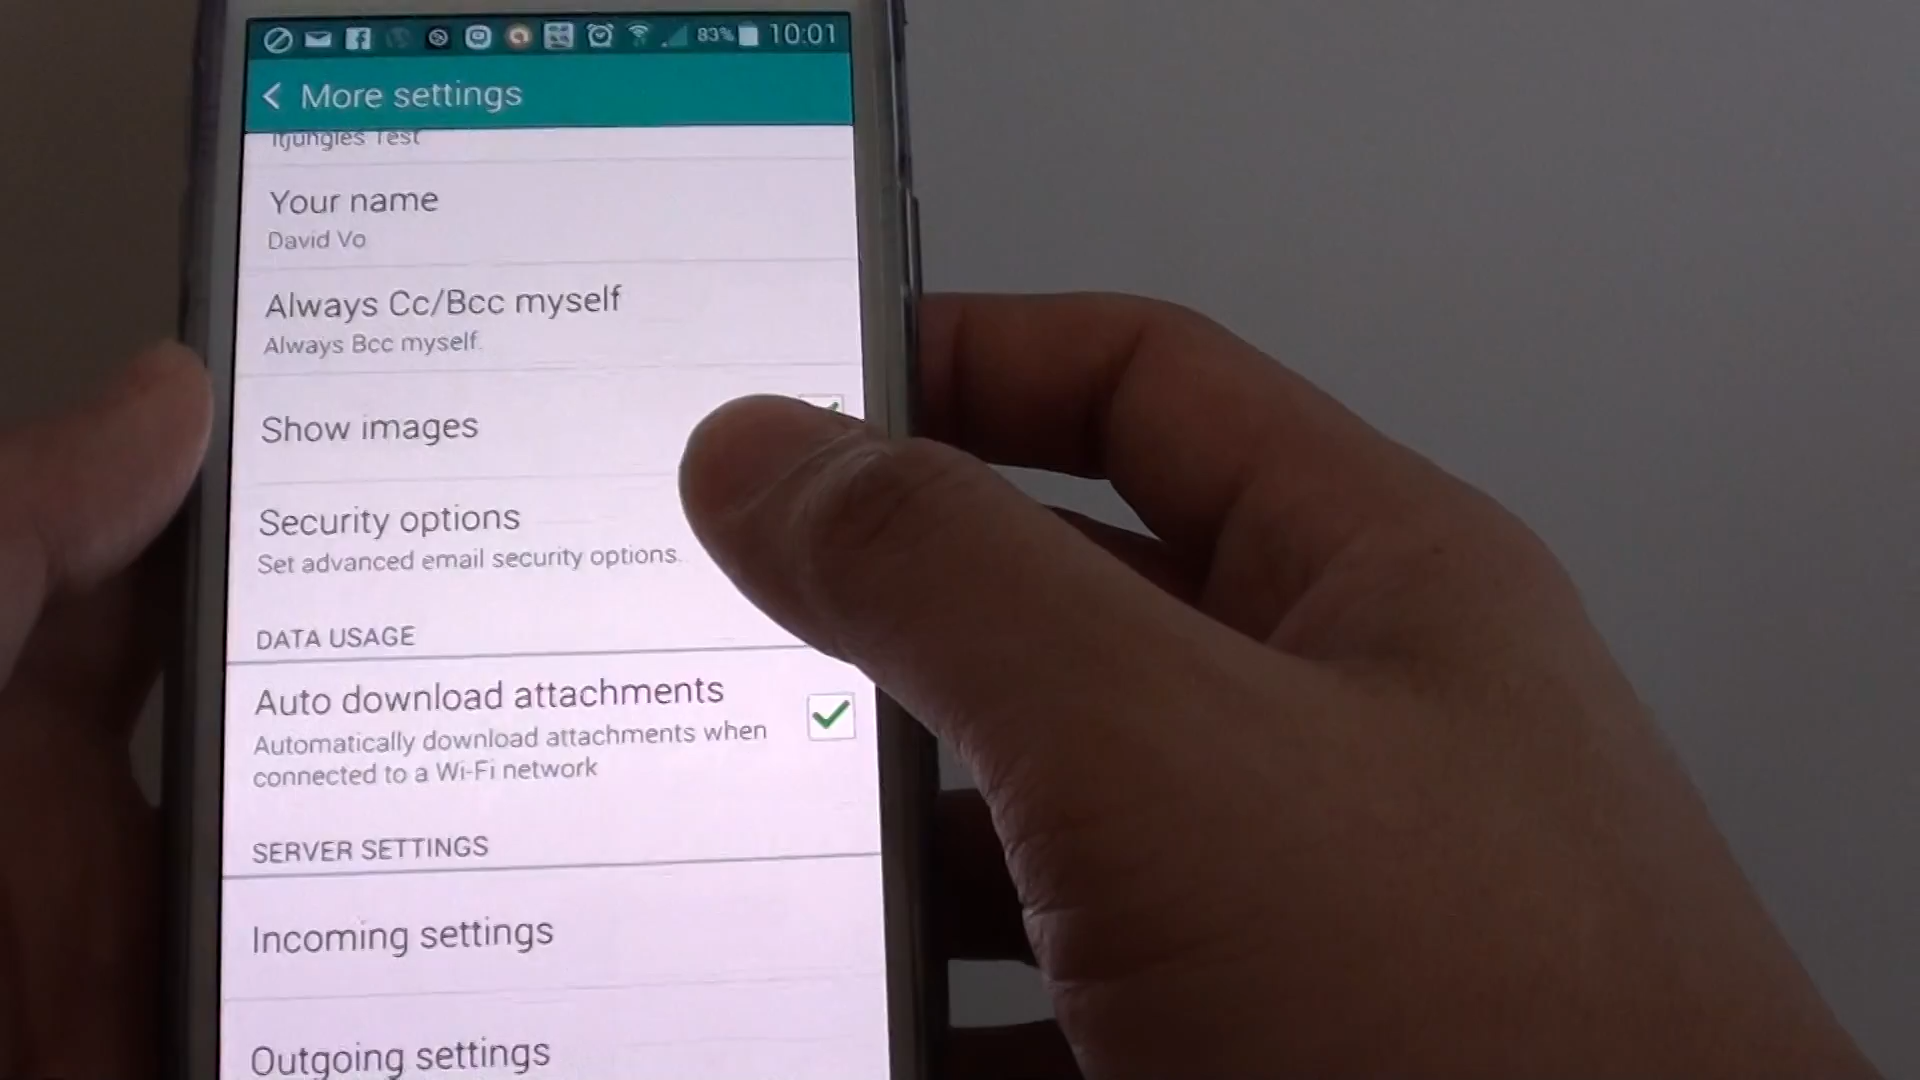 83% 10:01
More settings
Itjungles Test
Your name
David Vo
Always Cc/Bcc myself
Always Bcc myself.
Show images
Security options
Set advanced email security options.
DATA USAGE
Auto download attachments
Automatically download attachments when
connected to a Wi-Fi network
SERVER SETTINGS
Incoming settings
Outgoing settings